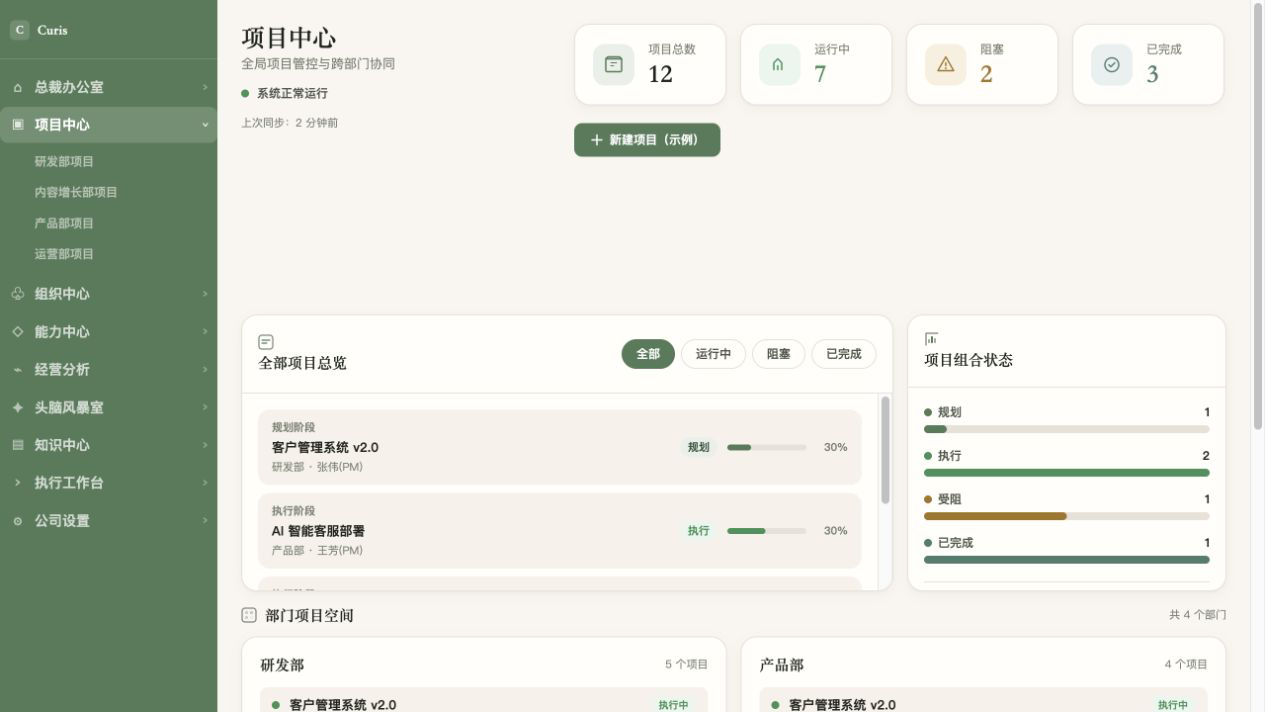 C Curis
总裁办公室
项目中心
研发部项目
内容增长部项目
产品部项目
运营部项目
组织中心
能力中心
经营分析
头脑风暴室
知识中心
执行工作台
公司设置
项目中心
全局项目管控与跨部门协同
系统正常运行
上次同步：2 分钟前
项目总数
12
运行中
7
阻塞
2
已完成
3
新建项目（示例）
全部项目总览
全部 运行中 阻塞 已完成
规划阶段
客户管理系统 v2.0
研发部 · 张伟(PM)
规划 30%
执行阶段
AI 智能客服部署
产品部 · 王芳(PM)
执行 30%
项目组合状态
规划 1
执行 2
受阻 1
已完成 1
部门项目空间
共 4 个部门
研发部 5 个项目
客户管理系统 v2.0 执行中
产品部 4 个项目
客户管理系统 v2.0 执行中